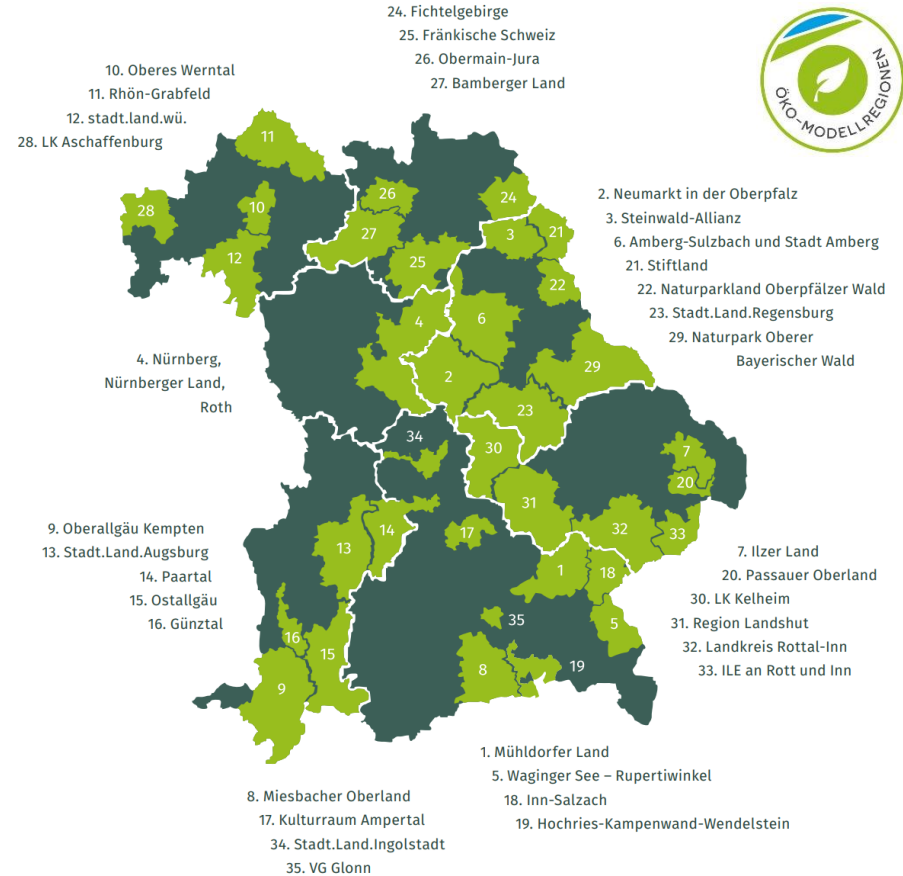 24. Fichtelgebirge
25. Fränkische Schweiz
26. Obermain-Jura
27. Bamberger Land
ÖKO-MODELLREGIONEN
10. Oberes Werntal
11. Rhön-Grabfeld
12. stadt.land.wü.
28. LK Aschaffenburg
2. Neumarkt in der Oberpfalz
3. Steinwald-Allianz
6. Amberg-Sulzbach und Stadt Amberg
21. Stiftland
22. Naturparkland Oberpfälzer Wald
23. Stadt.Land.Regensburg
29. Naturpark Oberer
Bayerischer Wald
4. Nürnberg,
Nürnberger Land,
Roth
9. Oberallgäu Kempten
13. Stadt.Land.Augsburg
14. Paartal
15. Ostallgäu
16. Günztal
7. Ilzer Land
20. Passauer Oberland
30. LK Kelheim
31. Region Landshut
32. Landkreis Rottal-Inn
33. ILE an Rott und Inn
1. Mühldorfer Land
5. Waginger See – Rupertiwinkel
18. Inn-Salzach
19. Hochries-Kampenwand-Wendelstein
8. Miesbacher Oberland
17. Kulturraum Ampertal
34. Stadt.Land.Ingolstadt
35. VG Glonn
11
28
10
26
24
27
3
21
12
25
22
4
6
2
29
23
34
30
7
20
31
14
17
13
32
33
1
18
35
5
16
15
8
19
9